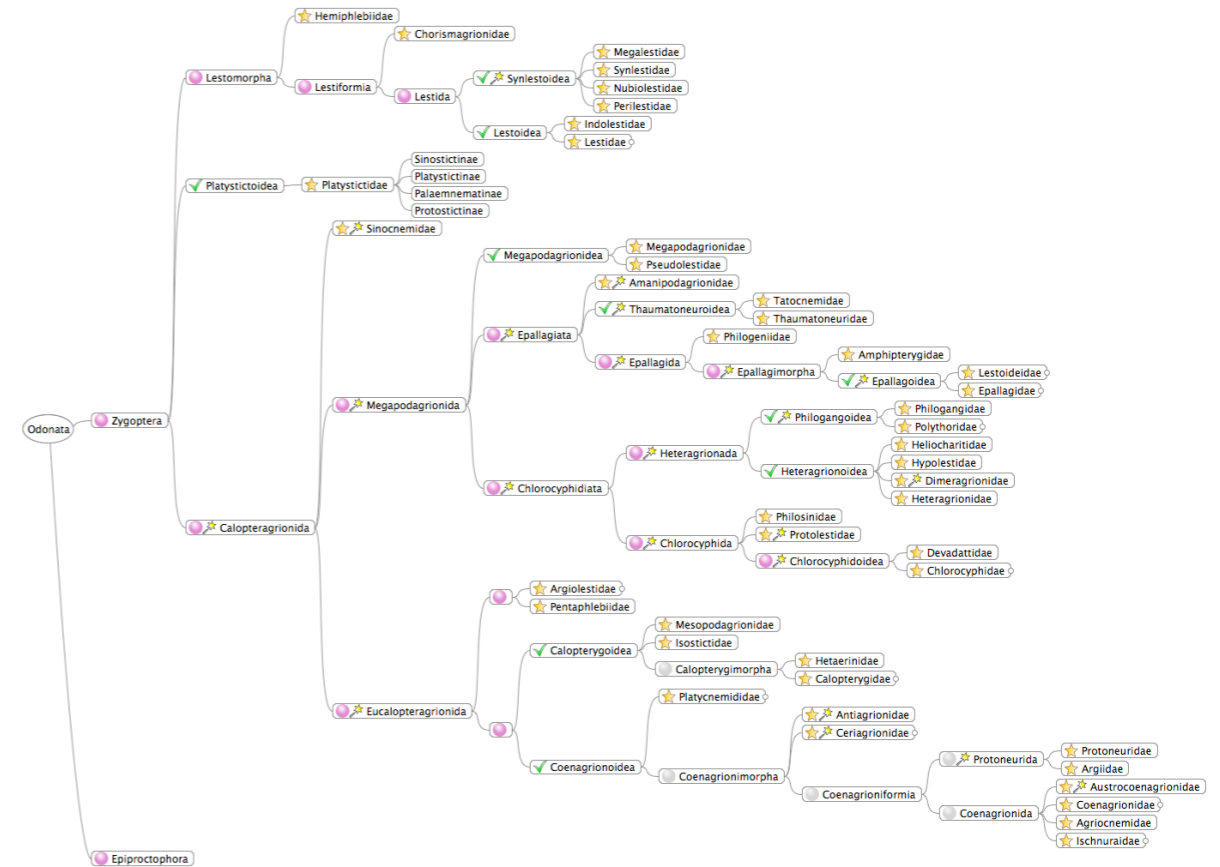 Hemiphlebiidae
Chorismagrionidae
Megalestidae
Lestomorpha
Synlestidae
Synlestoidea
Lestiformia
Nubiolestidae
Lestida
Perilestidae
Indolestidae
Lestoidea
Lestidae
Sinostictinae
Platystictinae
Platystictoidea
Platystictidae
Palaemnematinae
Protostictinae
Sinocnemidae
Megapodagrionidae
Megapodagrionidea
Pseudolestidae
Amanipodagrionidae
Tatocnemidae
Thaumatoneuroidea
Thaumatoneuridae
Epallagiata
Philogeniidae
Amphipterygidae
Epallagida
Epallagimorpha
Lestoideidae
Epallagoidea
Epallagidae
Megapodagrionida
Philogangidae
Philogangoidea
Polythoridae
Odonata
Zygoptera
Heliocharitidae
Heteragrionada
Hypolestidae
Heteragrionoidea
Dimeragrionidae
Chlorocyphidiata
Heteragrionidae
Philosinidae
Calopteragrionida
Protolestidae
Chlorocyphida
Devadattidae
Chlorocyphidoidea
Chlorocyphidae
Argiolestidae
Pentaphlebiidae
Mesopodagrionidae
Isostictidae
Calopterygoidea
Hetaerinidae
Calopterygimorpha
Calopterygidae
Platycnemididae
Eucalopteragrionida
Antiagrionidae
Ceriagrionidae
Protoneuridae
Protoneurida
Argiidae
Coenagrionoidea
Coenagrionimorpha
Austrocoenagrionidae
Coenagrioniformia
Coenagrionidae
Coenagrionida
Agriocnemidae
Ischnuraidae
Epiproctophora